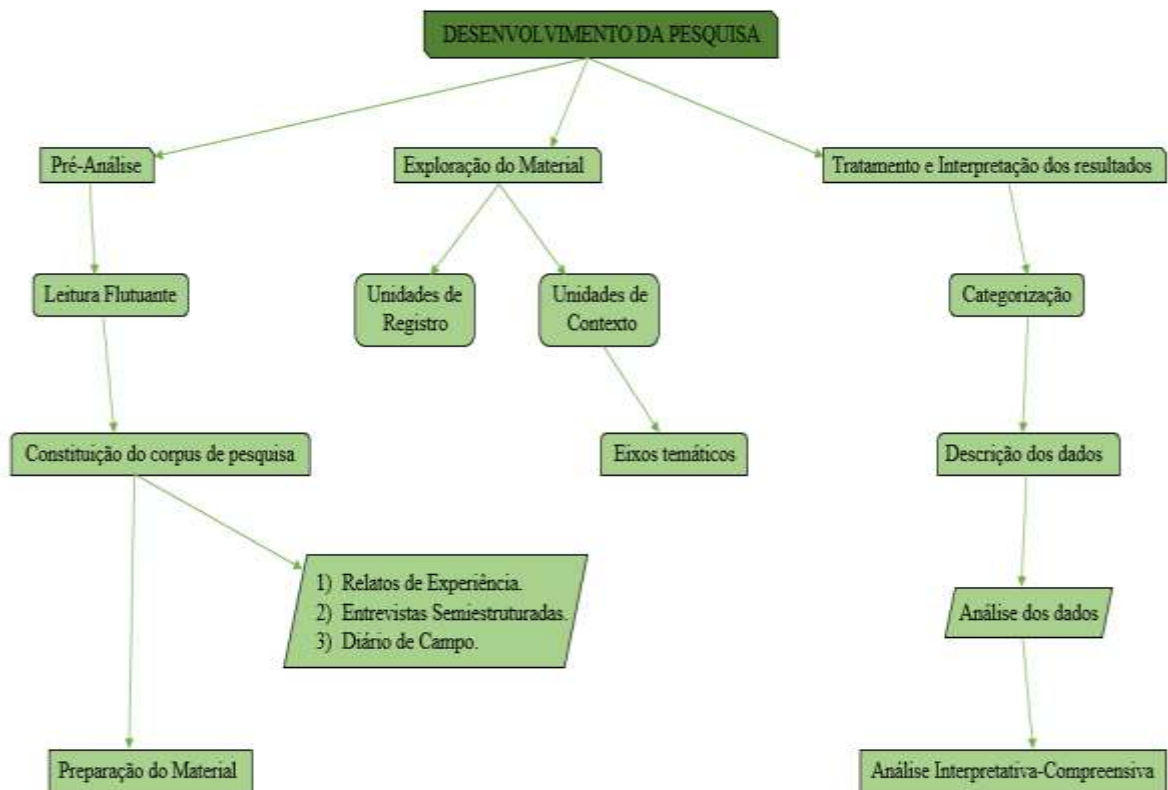 DESENVOLVIMENTO DA PESQUISA
Pré-Análise
Exploração do Material
Tratamento e Interpretação dos resultados
Leitura Flutuante
Unidades de
Registro
Unidades de
Contexto
Categorização
Constituição do corpus de pesquisa
Eixos temáticos
Descrição dos dados
1) Relatos de Experiência.
2) Entrevistas Semiestruturadas.
3) Diário de Campo.
Análise dos dados
Preparação do Material
Análise Interpretativa-Compreensiva